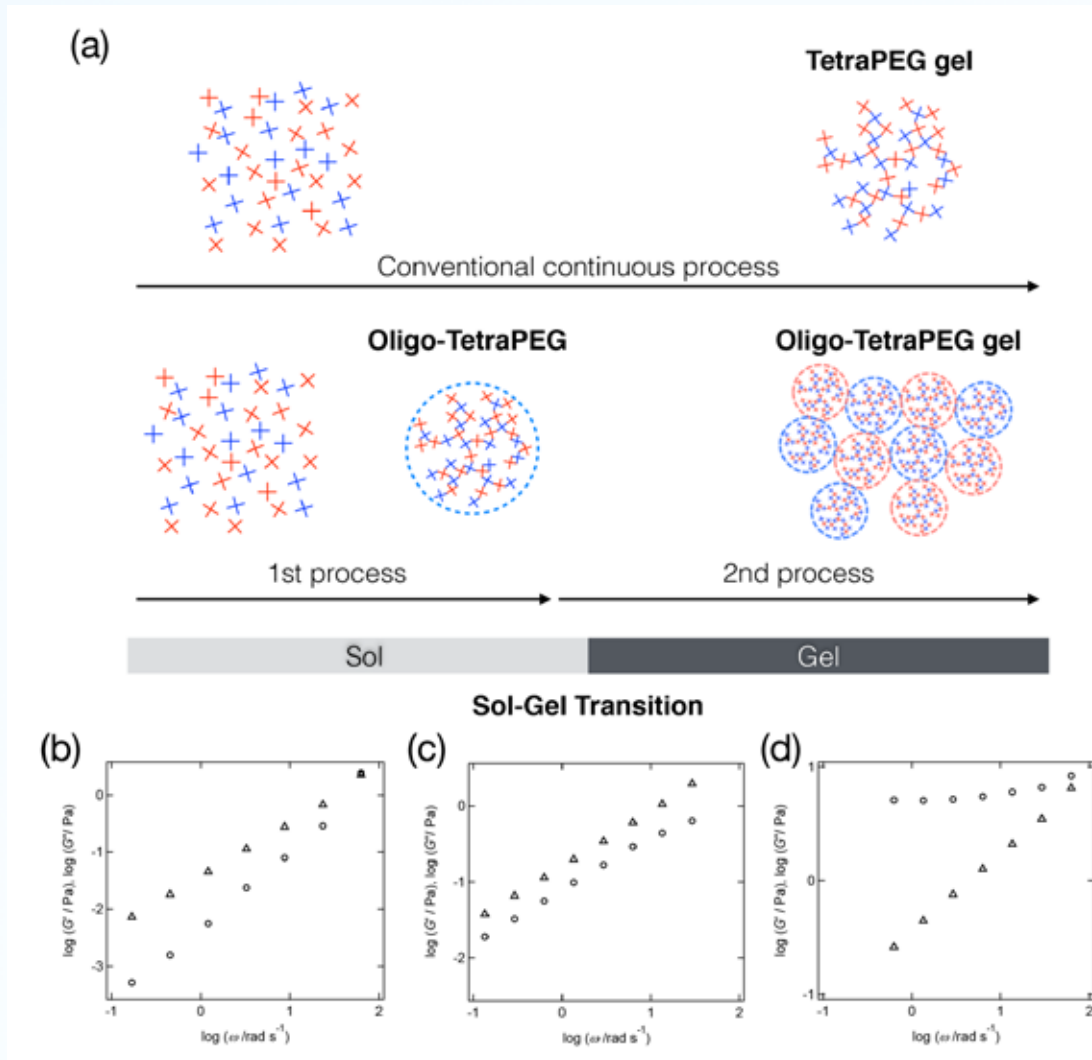 (a)
TetraPEG gel
Conventional continuous process
Oligo-TetraPEG
Oligo-TetraPEG gel
1st process
2nd process
Sol
Gel
Sol-Gel Transition
(b)
log (G' / Pa), log (G''/ Pa)
0
-1
-2
-3
-1
0
1
2
log (ω /rad s⁻¹)
(c)
log (G' / Pa), log (G''/ Pa)
0
-1
-2
-1
0
1
2
log (ω /rad s⁻¹)
(d)
log (G' / Pa), log (G''/ Pa)
1
0
-1
-1
0
1
2
log (ω /rad s⁻¹)